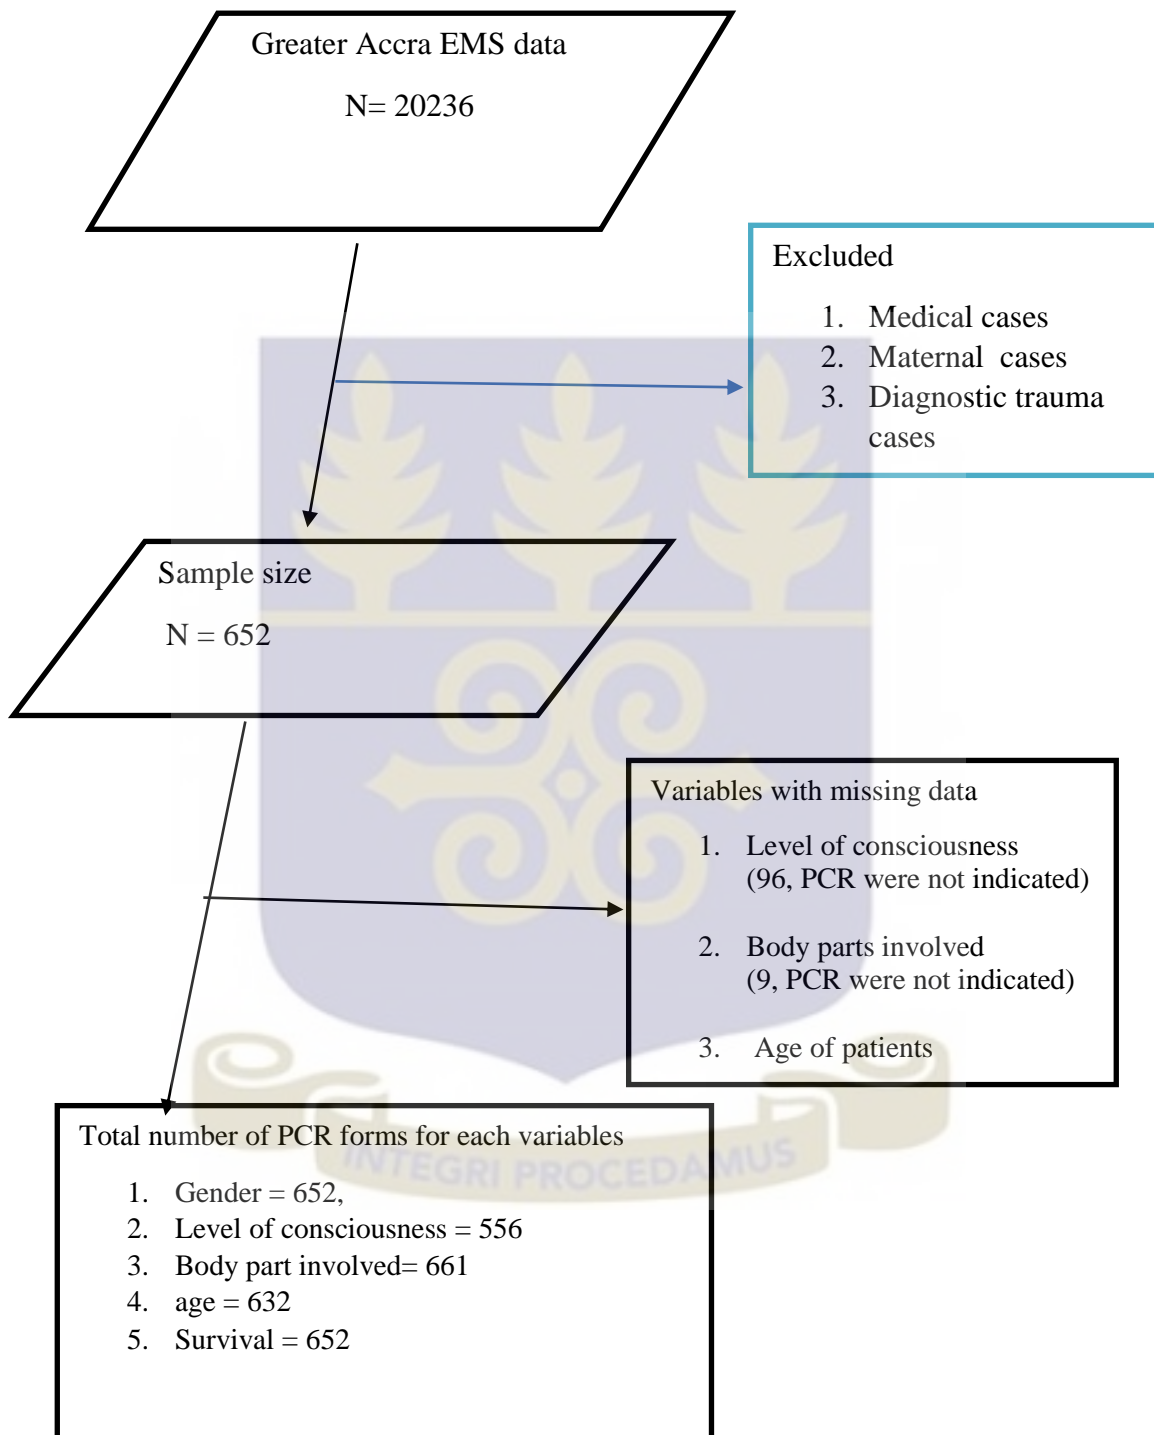 Greater Accra EMS data
N= 20236
Excluded
1. Medical cases
2. Maternal cases
3. Diagnostic trauma
cases
Sample size
N = 652
Variables with missing data
1. Level of consciousness
(96, PCR were not indicated)
2. Body parts involved
(9, PCR were not indicated)
3. Age of patients
Total number of PCR forms for each variables
1. Gender = 652,
2. Level of consciousness = 556
3. Body part involved= 661
4. age = 632
5. Survival = 652
INTEGRI PROCEDAMUS